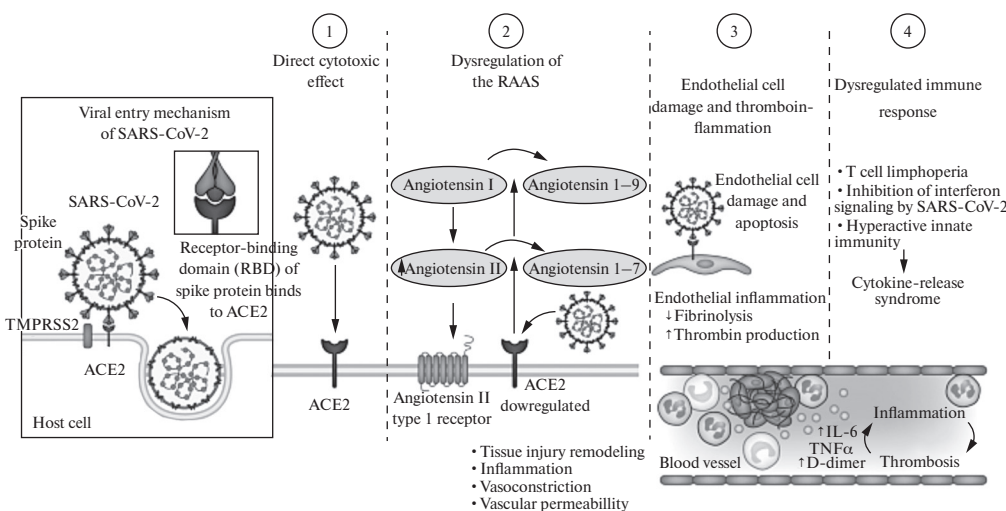 Viral entry mechanism
of SARS-CoV-2
SARS-CoV-2
Spike
protein
Receptor-binding
domain (RBD) of
spike protein binds
to ACE2
TMPRSS2
ACE2
Host cell
1
Direct cytotoxic
effect
ACE2
2
Dysregulation of
the RAAS
Angiotensin I
Angiotensin 1–9
↑Angiotensin II
Angiotensin 1–7
Angiotensin II
type 1 receptor
ACE2
downregulated
• Tissue injury remodeling
• Inflammation
• Vasoconstriction
• Vascular permeabillity
3
Endothelial cell
damage and thromboin-
flammation
Endothelial cell
damage and
apoptosis
Endothelial inflammation
↓Fibrinolysis
↑Thrombin production
4
Dysregulated immune
response
• T cell limphoperia
• Inhibition of interferon
signaling by SARS-CoV-2
• Hyperactive innate
immunity
Cytokine-release
syndrome
Blood vessel
↑IL-6
TNFα
↑D-dimer
Inflammation
Thrombosis